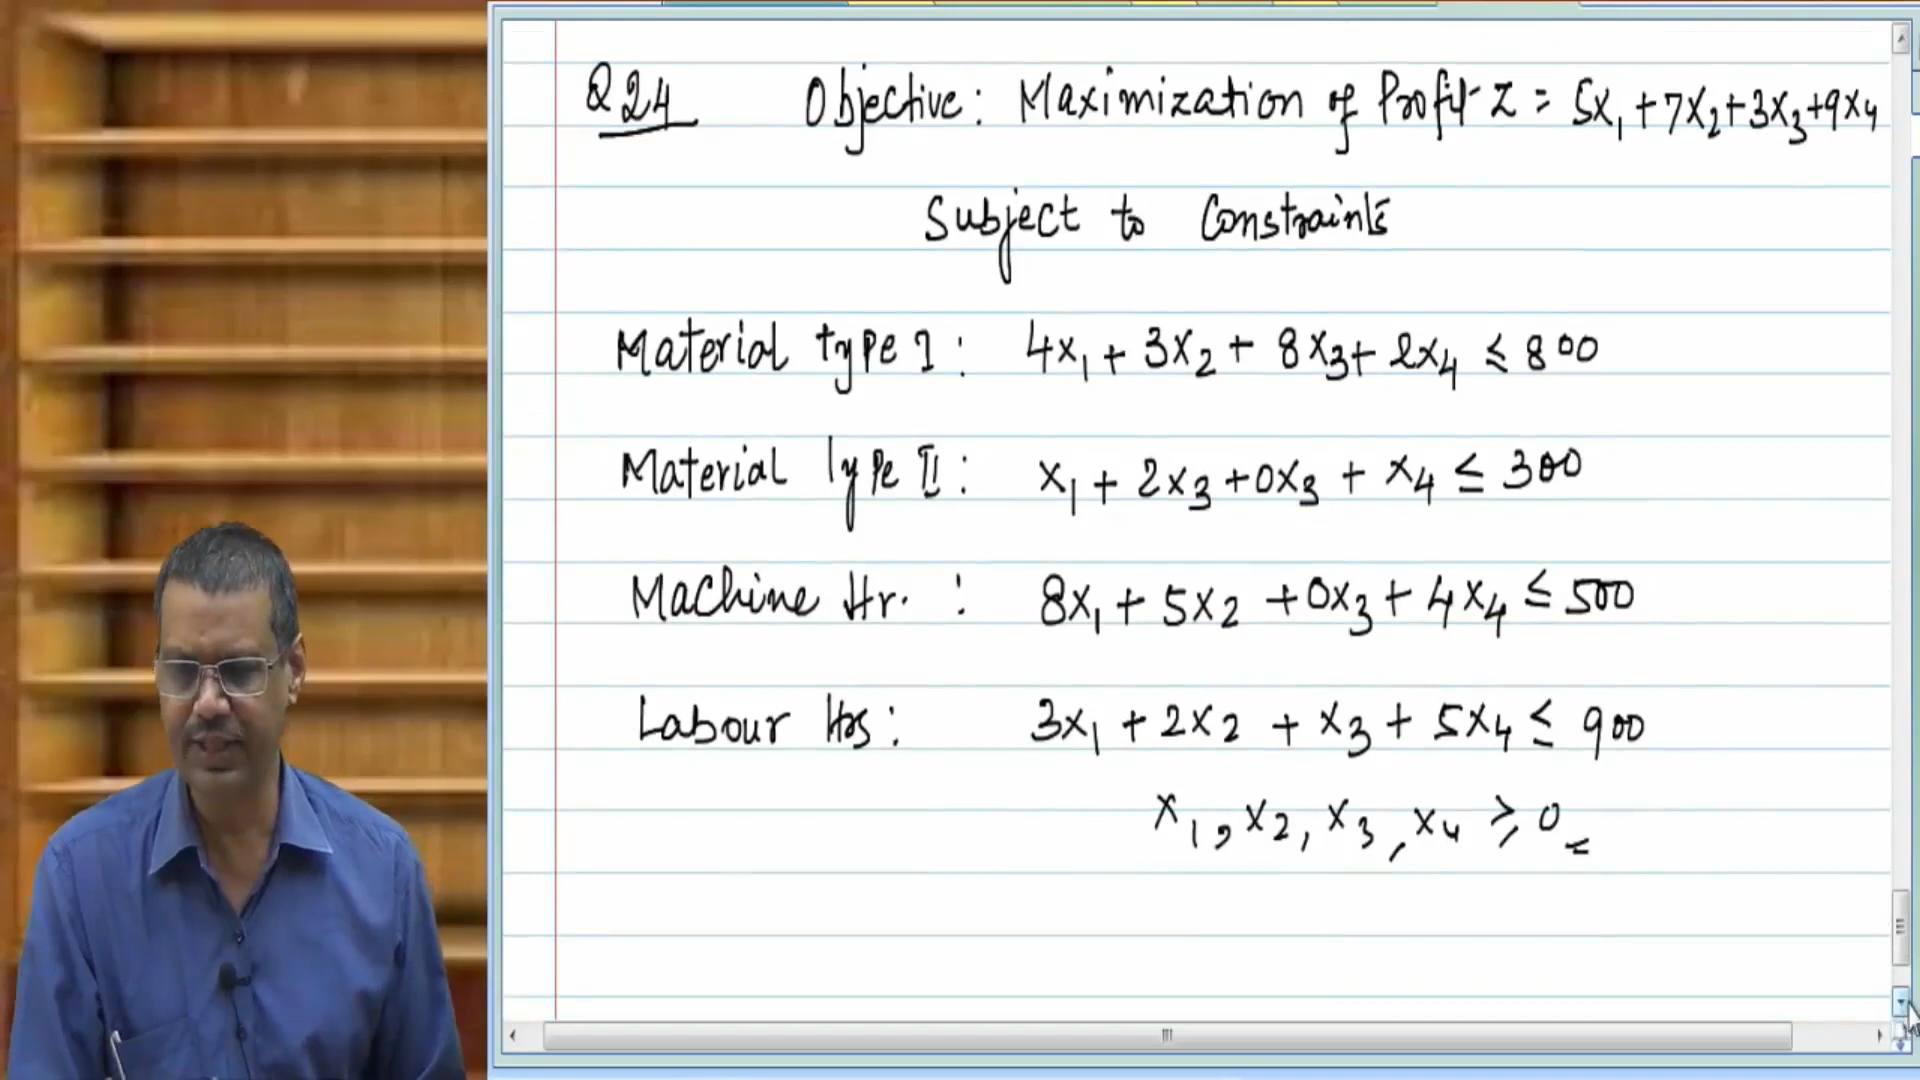 Q24 Objective: Maximization of Profit Z = 5x₁ + 7x₂ + 3x₃ + 9x₄
Subject to Constraints
Material type I: 4x₁ + 3x₂ + 8x₃ + 2x₄ ≤ 800
Material Type II: x₁ + 2x₃ + 0x₃ + x₄ ≤ 300
Machine Hr. : 8x₁ + 5x₂ + 0x₃ + 4x₄ ≤ 500
Labour Hrs: 3x₁ + 2x₂ + x₃ + 5x₄ ≤ 900
x₁, x₂, x₃, x₄ ≥ 0